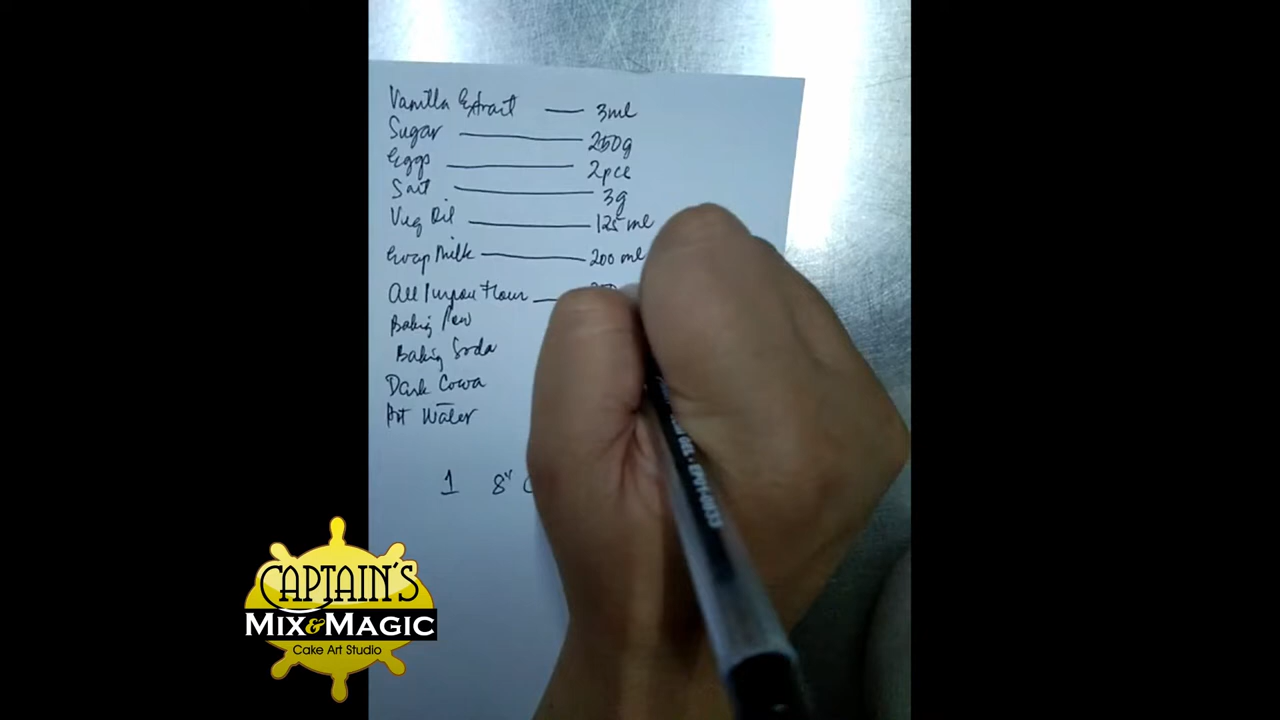 Vanilla Extract — 3ml
Sugar — 250g
Eggs — 2pce
Salt — 3g
Veg Oil — 125 ml
Evap Milk — 200 ml
All Purpose Flour —
Baking Pow
Baking Soda
Dark Cocoa
Hot Water
1 8"
CAPTAIN'S
MIX & MAGIC
Cake Art Studio